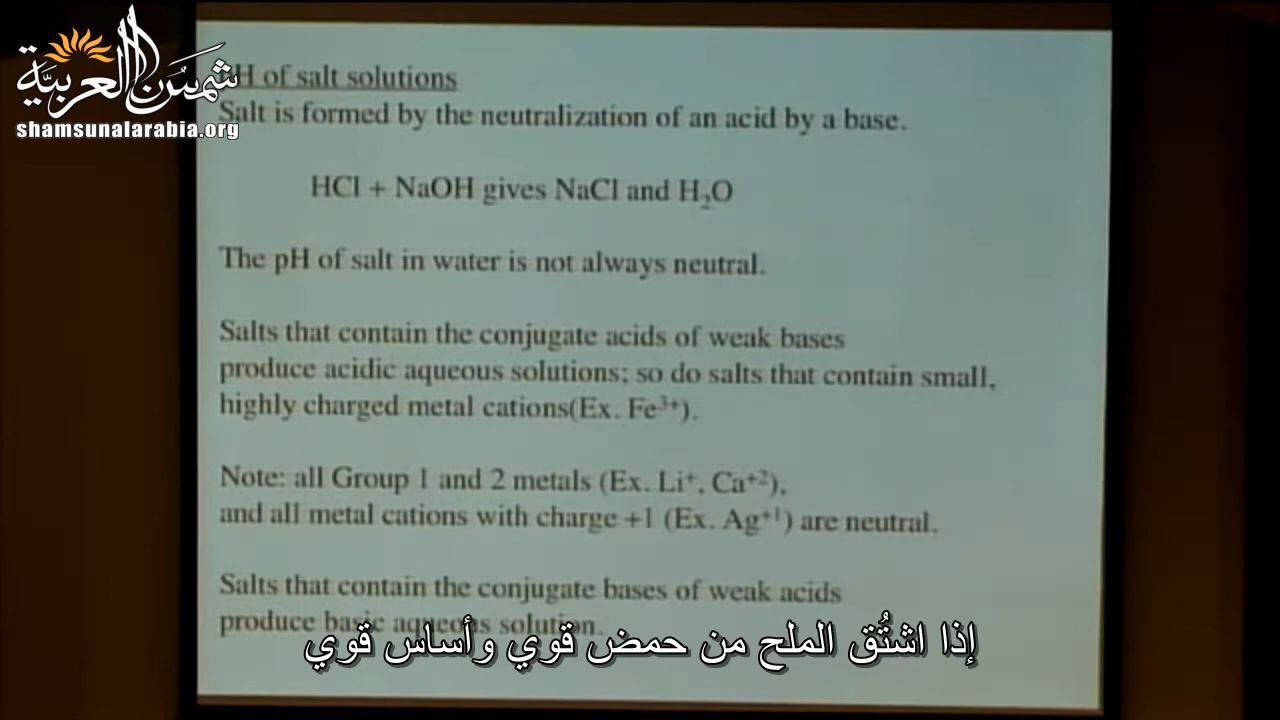 شمس العربية
shamsunalarabia.org
H of salt solutions
Salt is formed by the neutralization of an acid by a base.
HCl + NaOH gives NaCl and H₂O
The pH of salt in water is not always neutral.
Salts that contain the conjugate acids of weak bases
produce acidic aqueous solutions; so do salts that contain small,
highly charged metal cations(Ex. Fe³⁺).
Note: all Group 1 and 2 metals (Ex. Li⁺, Ca⁺²),
and all metal cations with charge +1 (Ex. Ag⁺¹) are neutral.
Salts that contain the conjugate bases of weak acids
produce basic aqueous solution.
إذا اشتُق الملح من حمض قوي وأساس قوي